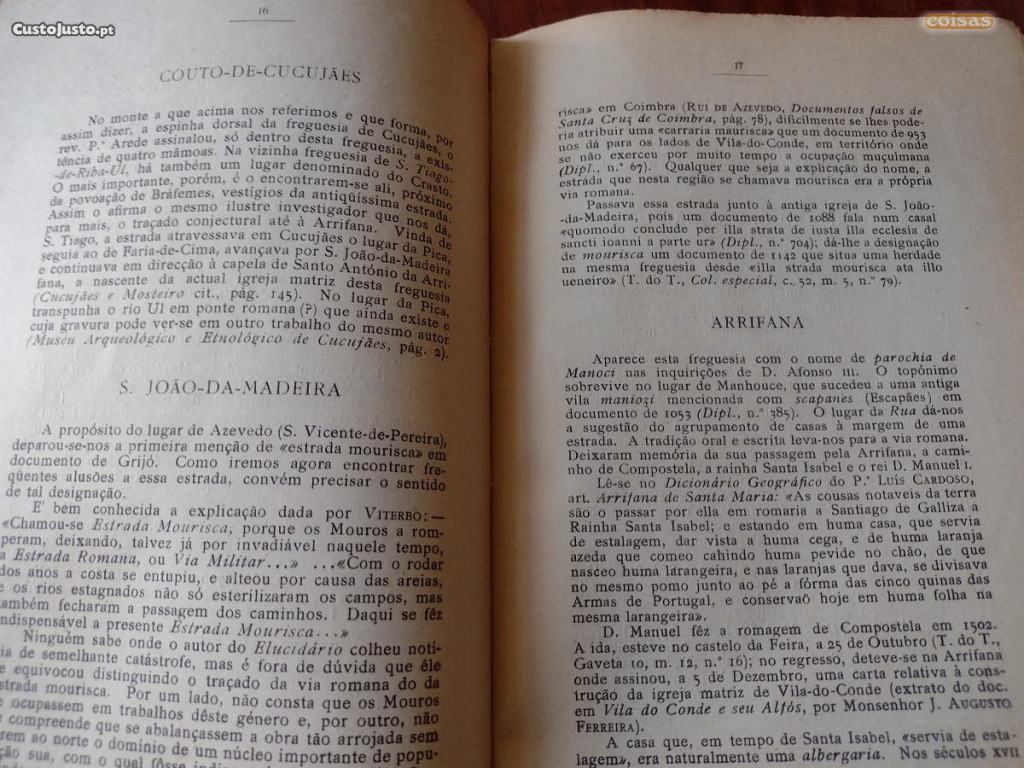 CustoJusto.pt
coisas
16
COUTO-DE-CUCUJÃES
No monte a que acima nos referimos e que forma, por
assim dizer, a espinha dorsal da freguesia de Cucujães, o
rev. P.ᵉ Arede assinalou, só dentro desta freguesia, a exis-
tência de quatro mâmoas. Na vizinha freguesia de S. Tiago-
-de-Riba-Ul, há também um lugar denominado do Crasto.
O mais importante, porém, é o encontrarem-se ali, próximo
da povoação de Bráfemes, vestígios da antiqüíssima estrada.
Assim o afirma o mesmo ilustre investigador que nos dá,
para mais, o traçado conjectural até à Arrifana. Vinda de
S. Tiago, a estrada atravessava em Cucujães o lugar da Pica,
seguia ao de Faria-de-Cima, avançava por S. João-da-Madeira
e continuava em direcção à capela de Santo António da Arri-
fana, a nascente da actual igreja matriz desta freguesia
(Cucujães e Mosteiro cit., pág. 145). No lugar da Pica,
transpunha o rio Ul em ponte romana (?) que ainda existe e
cuja gravura pode ver-se em outro trabalho do mesmo autor
(Museu Arqueológico e Etnológico de Cucujães, pág. 2).
S. JOÃO-DA-MADEIRA
A propósito do lugar de Azevedo (S. Vicente-de-Pereira),
deparou-se-nos a primeira menção de «estrada mourisca» em
documento de Grijó. Como iremos agora encontrar fre-
qüentes alusões a essa estrada, convém precisar o sentido
de tal designação.
E' bem conhecida a explicação dada por VITERBO: —
«Chamou-se Estrada Mourisca, porque os Mouros a rom-
peram, deixando, talvez já por invadiável naquele tempo,
a Estrada Romana, ou Via Militar...» ...«Com o rodar
dos anos a costa se entupiu, e alteou por causa das areias,
e os rios estagnados não só esterilizaram os campos, mas
também fecharam a passagem dos caminhos. Daqui se fêz
indispensável a presente Estrada Mourisca...»
Ninguém sabe onde o autor do Elucidário colheu notí-
ia de semelhante catástrofe, mas é fora de dúvida que êle
e equivocou distinguindo o traçado da via romana do da
strada mourisca. Por um lado, não consta que os Mouros
e ocupassem em trabalhos dêste género e, por outro, não
e compreende que se abalançassem a obra tão arrojada sem
rem ao norte o domínio de um núcleo importante de popu-
ção sua, com o qual
17
risca» em Coimbra (RUI DE AZEVEDO, Documentos falsos de
Santa Cruz de Coimbra, pág. 78), dificilmente se lhes pode-
ria atribuir uma «carraria maurisca» que um documento de 953
nos dá para os lados de Vila-do-Conde, em território onde
se não exerceu por muito tempo a ocupação muçulmana
(Dipl., n.º 67). Qualquer que seja a explicação do nome, a
estrada que nesta região se chamava mourisca era a própria
via romana.
Passava essa estrada junto à antiga igreja de S. João-
-da-Madeira, pois um documento de 1088 fala num casal
«quomodo conclude per illa strata de iusta illa ecclesia de
sancti ioanni a parte ur» (Dipl., n.º 704); dá-lhe a designação
de mourisca um documento de 1142 que situa uma herdade
na mesma freguesia desde «illa strada mourisca ata illo
ueneiro» (T. do T., Col. especial, c. 52, m. 5, n.º 79).
ARRIFANA
Aparece esta freguesia com o nome de parochia de
Manoci nas inquirições de D. Afonso III. O topónimo
sobrevive no lugar de Manhouce, que sucedeu a uma antiga
vila maniozi mencionada com scapanes (Escapães) em
documento de 1053 (Dipl., n.º 385). O lugar da Rua dá-nos
a sugestão do agrupamento de casas à margem de uma
estrada. A tradição oral e escrita leva-nos para a via romana.
Deixaram memória da sua passagem pela Arrifana, a cami-
nho de Compostela, a rainha Santa Isabel e o rei D. Manuel I.
Lê-se no Dicionário Geográfico do P.ᵉ LUÍS CARDOSO,
art. Arrifana de Santa Maria: «As cousas notaveis da terra
são o passar por ella em romaria a Santiago de Galliza a
Rainha Santa Isabel; e estando em huma casa, que servia
de estalagem, dar vista a huma cega, e de huma laranja
azeda que comeo cahindo huma pevide no chão, de que
nasceo huma larangeira, e nas laranjas que dava, se divisava
no mesmo pomo junto ao pé a fórma das cinco quinas das
Armas de Portugal, e conservaõ hoje em huma folha na
mesma larangeira».
D. Manuel fêz a romagem de Compostela em 1502.
A ida, esteve no castelo da Feira, a 25 de Outubro (T. do T.,
Gaveta 10, m. 12, n.º 16); no regresso, deteve-se na Arrifana
onde assinou, a 5 de Dezembro, uma carta relativa à cons-
trução da igreja matriz de Vila-do-Conde (extrato do doc.
em Vila do Conde e seu Alfós, por Monsenhor J. AUGUSTO
FERREIRA).
A casa que, em tempo de Santa Isabel, «servia de esta-
lagem», era naturalmente uma albergaria. Nos séculos XVII